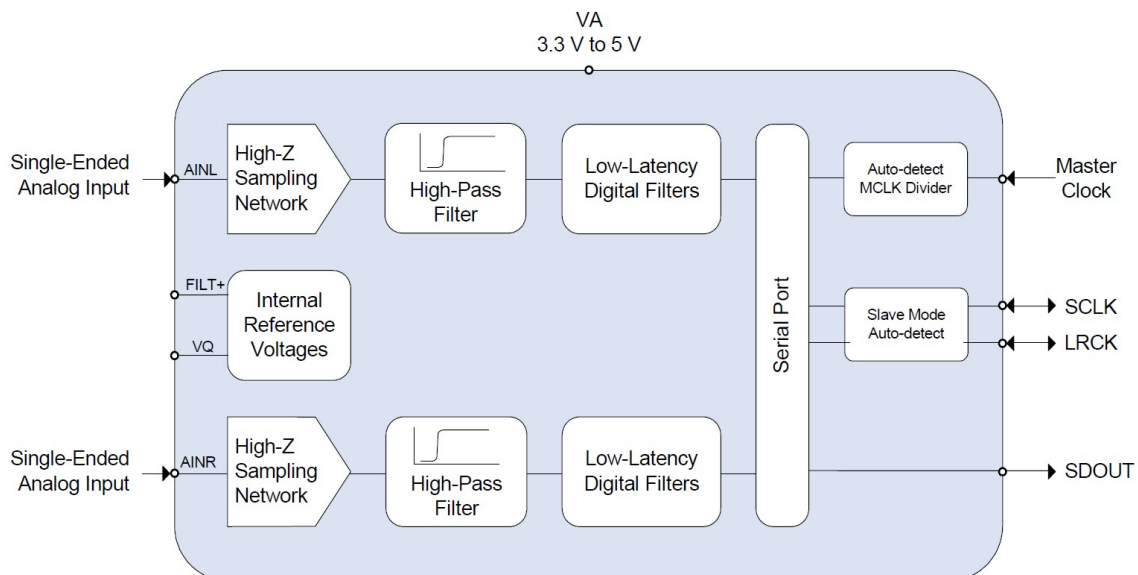 VA
3.3 V to 5 V
Single-Ended
Analog Input
AINL
High-Z
Sampling
Network
High-Pass
Filter
Low-Latency
Digital Filters
Auto-detect
MCLK Divider
Master
Clock
FILT+
VQ
Internal
Reference
Voltages
Serial Port
Slave Mode
Auto-detect
SCLK
LRCK
Single-Ended
Analog Input
AINR
High-Z
Sampling
Network
High-Pass
Filter
Low-Latency
Digital Filters
SDOUT